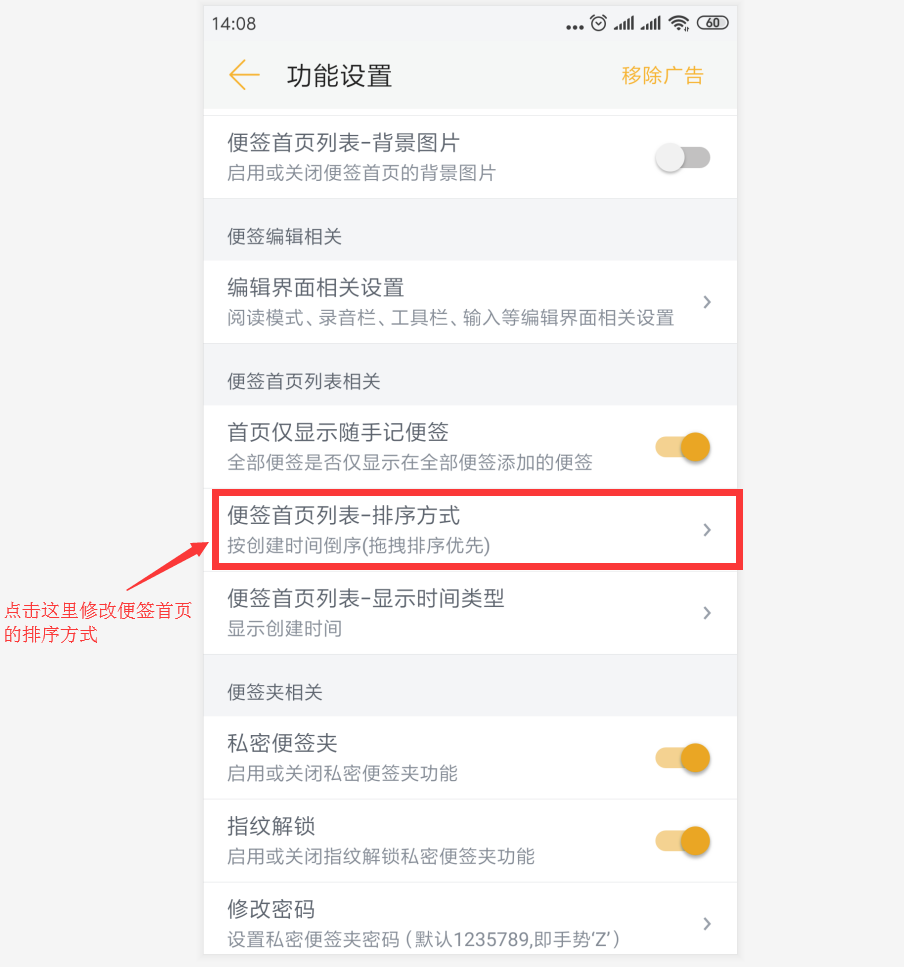 14:08
60
功能设置
移除广告
便签首页列表-背景图片
启用或关闭便签首页的背景图片
便签编辑相关
编辑界面相关设置
阅读模式、录音栏、工具栏、输入等编辑界面相关设置
便签首页列表相关
首页仅显示随手记便签
全部便签是否仅显示在全部便签添加的便签
便签首页列表-排序方式
按创建时间倒序(拖拽排序优先)
点击这里修改便签首页
的排序方式
便签首页列表-显示时间类型
显示创建时间
便签夹相关
私密便签夹
启用或关闭私密便签夹功能
指纹解锁
启用或关闭指纹解锁私密便签夹功能
修改密码
设置私密便签夹密码（默认1235789,即手势‘Z’）